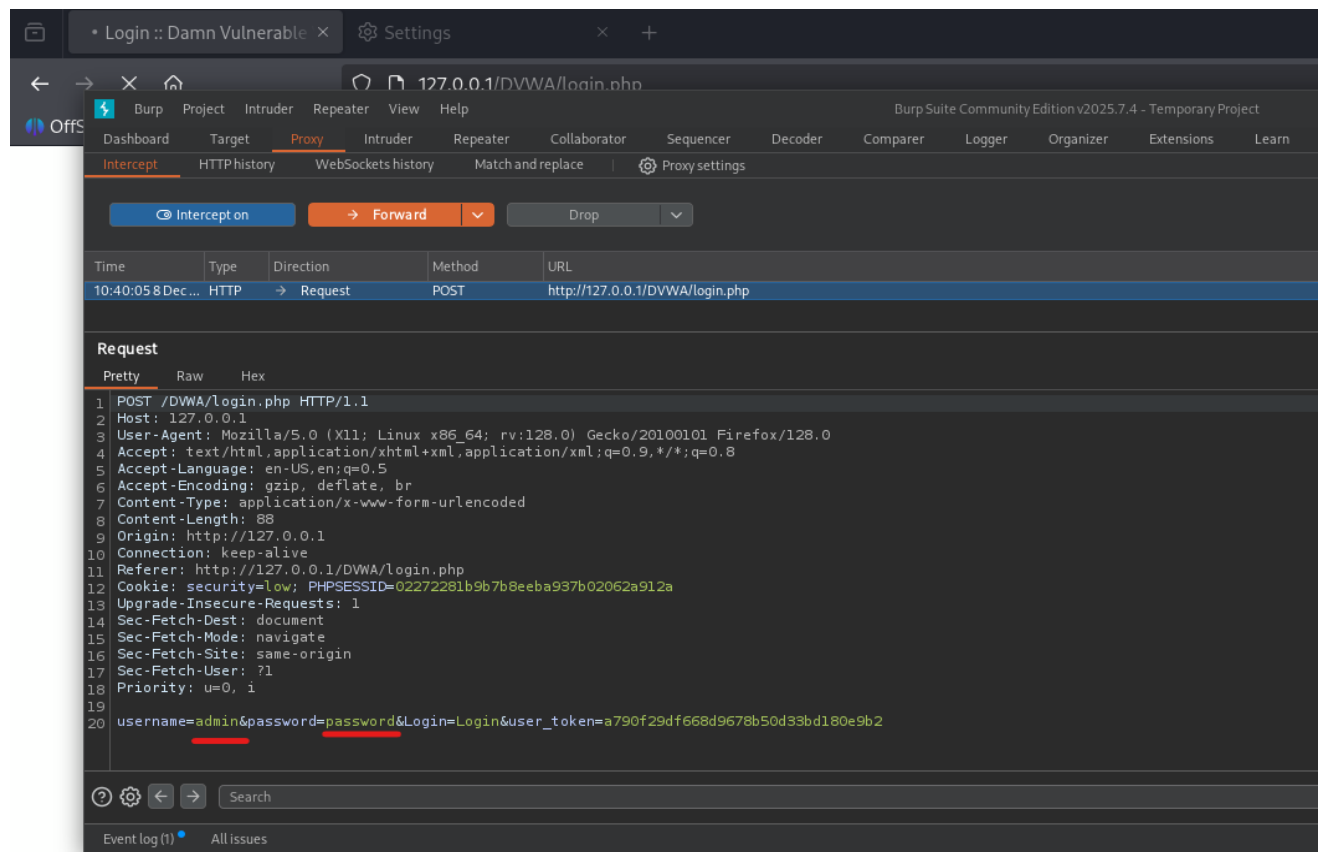 Login :: Damn Vulnerable
Settings
127.0.0.1/DVWA/login.php
OffS
Burp Project Intruder Repeater View Help
Burp Suite Community Edition v2025.7.4 - Temporary Project
Dashboard Target Proxy Intruder Repeater Collaborator Sequencer Decoder Comparer Logger Organizer Extensions Learn
Intercept HTTP history WebSockets history Match and replace Proxy settings
Intercept on Forward Drop
Time Type Direction Method URL
10:40:05 8 Dec ... HTTP → Request POST http://127.0.0.1/DVWA/login.php
Request
Pretty Raw Hex
1 POST /DVWA/login.php HTTP/1.1
2 Host: 127.0.0.1
3 User-Agent: Mozilla/5.0 (X11; Linux x86_64; rv:128.0) Gecko/20100101 Firefox/128.0
4 Accept: text/html,application/xhtml+xml,application/xml;q=0.9,*/*;q=0.8
5 Accept-Language: en-US,en;q=0.5
6 Accept-Encoding: gzip, deflate, br
7 Content-Type: application/x-www-form-urlencoded
8 Content-Length: 88
9 Origin: http://127.0.0.1
10 Connection: keep-alive
11 Referer: http://127.0.0.1/DVWA/login.php
12 Cookie: security=low; PHPSESSID=02272281b9b7b8eeba937b02062a912a
13 Upgrade-Insecure-Requests: 1
14 Sec-Fetch-Dest: document
15 Sec-Fetch-Mode: navigate
16 Sec-Fetch-Site: same-origin
17 Sec-Fetch-User: ?1
18 Priority: u=0, i
19
20 username=admin&password=password&Login=Login&user_token=a790f29df668d9678b50d33bd180e9b2
Search
Event log (1) All issues